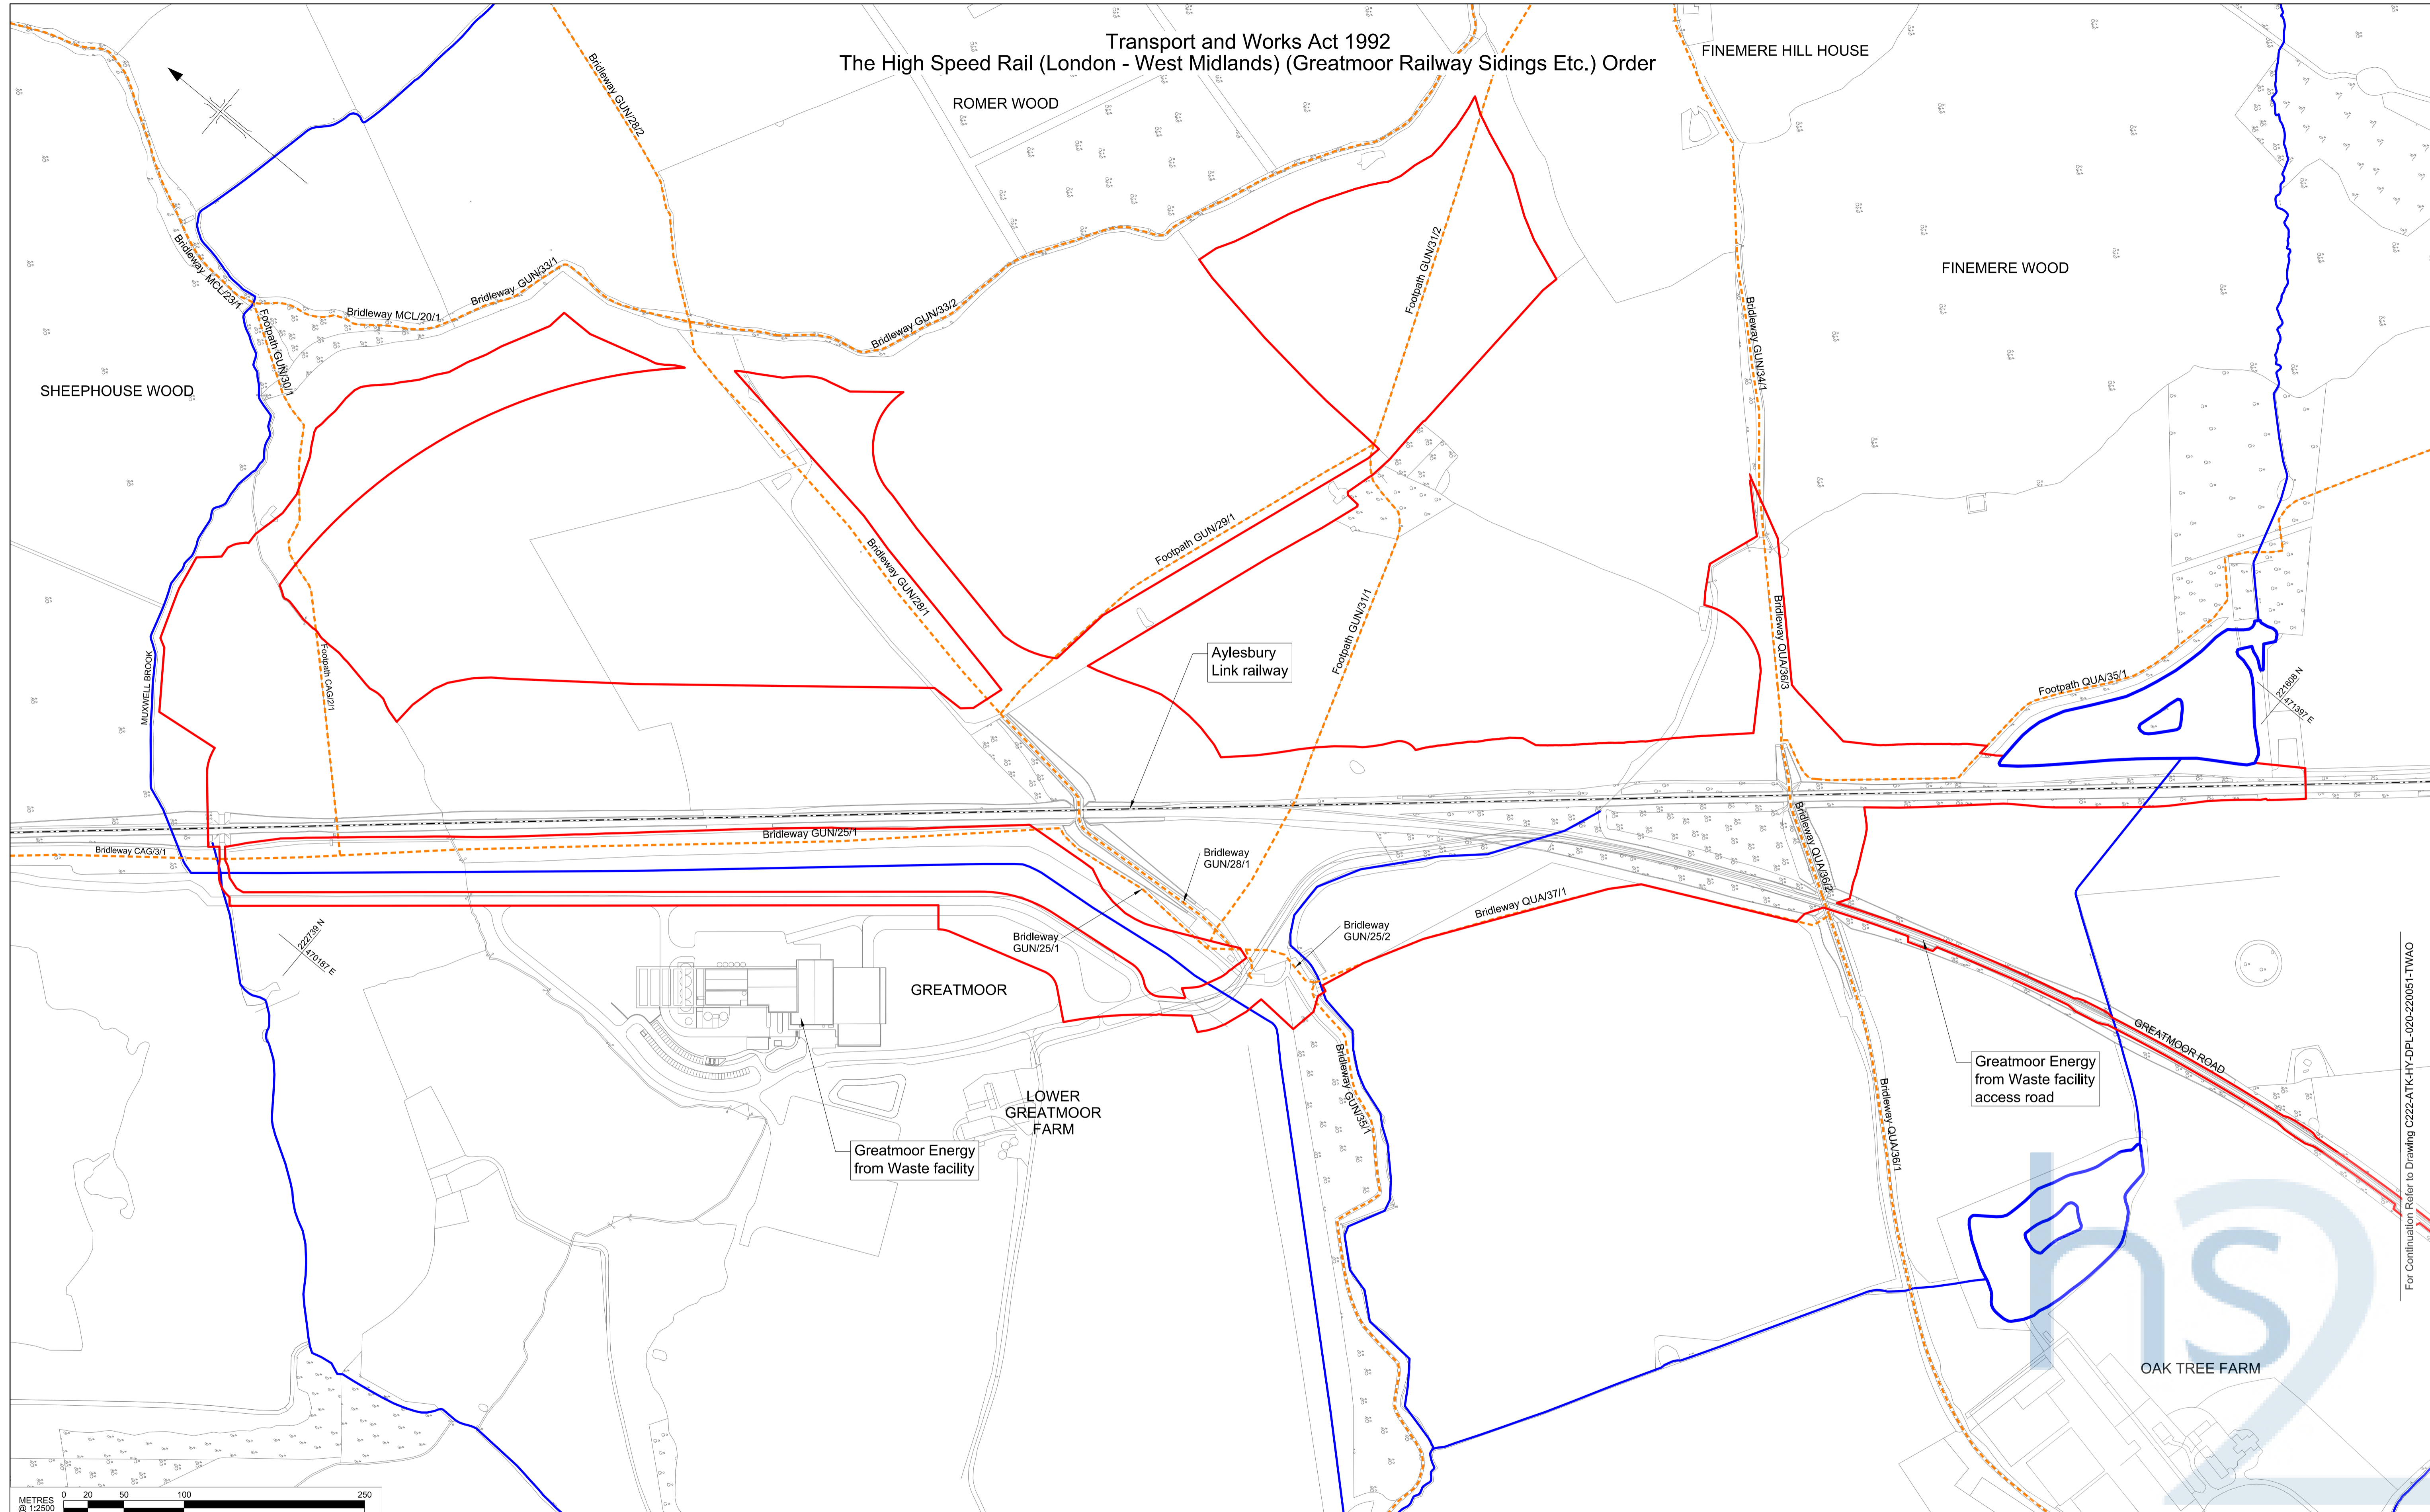 Transport and Works Act 1992
The High Speed Rail (London - West Midlands) (Greatmoor Railway Sidings Etc.) Order
FINEMERE HILL HOUSE
ROMER WOOD
Bridleway GUN/28/2
Bridleway MCL/23/1
Bridleway MCL/20/1
Bridleway GUN/33/1
Bridleway GUN/33/2
Footpath GUN/31/2
FINEMERE WOOD
Footpath GUN/30/1
SHEEPHOUSE WOOD
Bridleway GUN/34/1
Bridleway GUN/28/1
Footpath GUN/29/1
Footpath GUN/31/1
Bridleway QUA/36/3
MUXWELL BROOK
Footpath CAG/2/1
Aylesbury
Link railway
Footpath QUA/35/1
221608 N
471397 E
Bridleway GUN/25/1
Bridleway CAG/3/1
Bridleway
GUN/28/1
Bridleway QUA/36/2
Bridleway QUA/37/1
Bridleway
GUN/25/1
Bridleway
GUN/25/2
222739 N
470187 E
GREATMOOR
Bridleway GUN/35/1
GREATMOOR ROAD
Greatmoor Energy
from Waste facility
access road
LOWER
GREATMOOR
FARM
Greatmoor Energy
from Waste facility
Bridleway QUA/36/1
For Continuation Refer to Drawing C222-ATK-HY-DPL-020-220051-TWAO
hs2
OAK TREE FARM
METRES
@ 1:2500
0 20 50 100 250